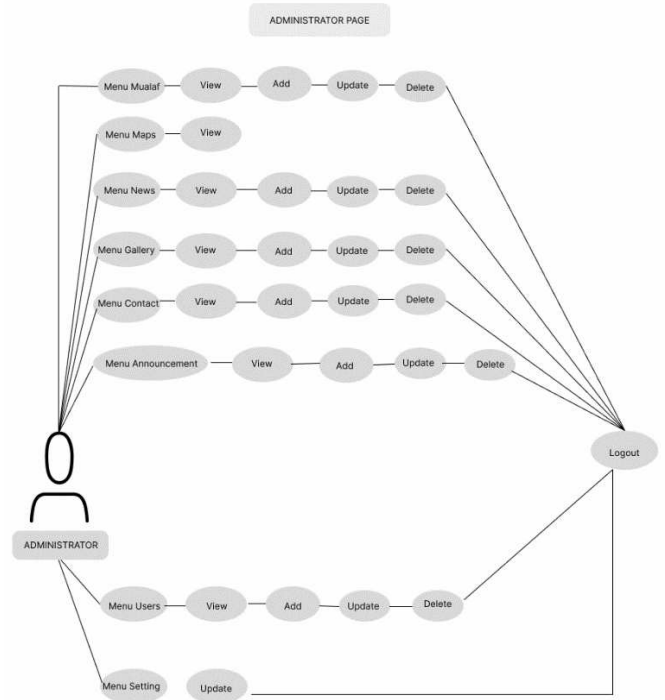 ADMINISTRATOR PAGE
Menu Mualaf View Add Update Delete
Menu Maps View
Menu News View Add Update Delete
Menu Gallery View Add Update Delete
Menu Contact View Add Update Delete
Menu Announcement View Add Update Delete
Logout
ADMINISTRATOR
Menu Users View Add Update Delete
Menu Setting Update